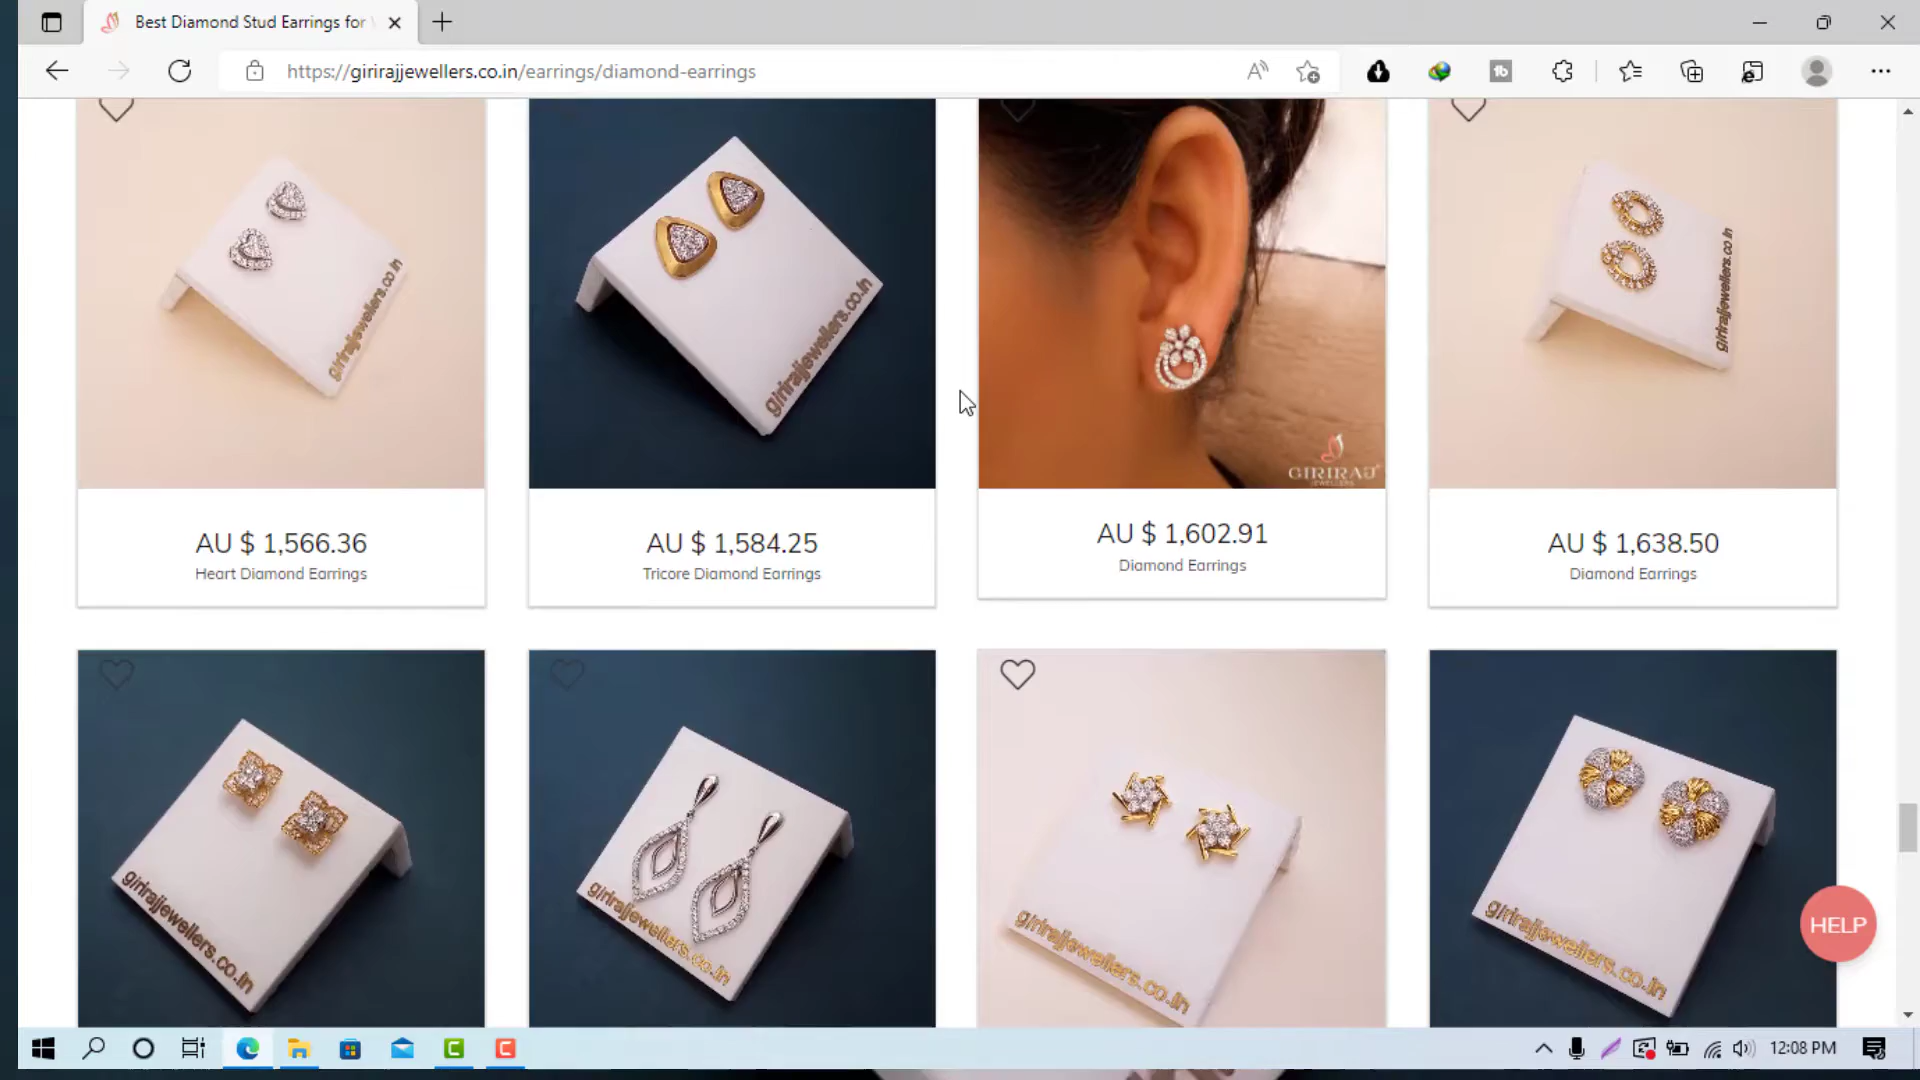 Best Diamond Stud Earrings for
https://girirajjewellers.co.in/earrings/diamond-earrings
girirajjewellers.co.in
girirajjewellers.co.in
GIRIRAJ
JEWELLERS
girirajjewellers.co.in
AU $ 1,566.36
Heart Diamond Earrings
AU $ 1,584.25
Tricore Diamond Earrings
AU $ 1,602.91
Diamond Earrings
AU $ 1,638.50
Diamond Earrings
girirajjewellers.co.in
girirajjewellers.co.in
girirajjewellers.co.in
girirajjewellers.co.in
HELP
12:08 PM